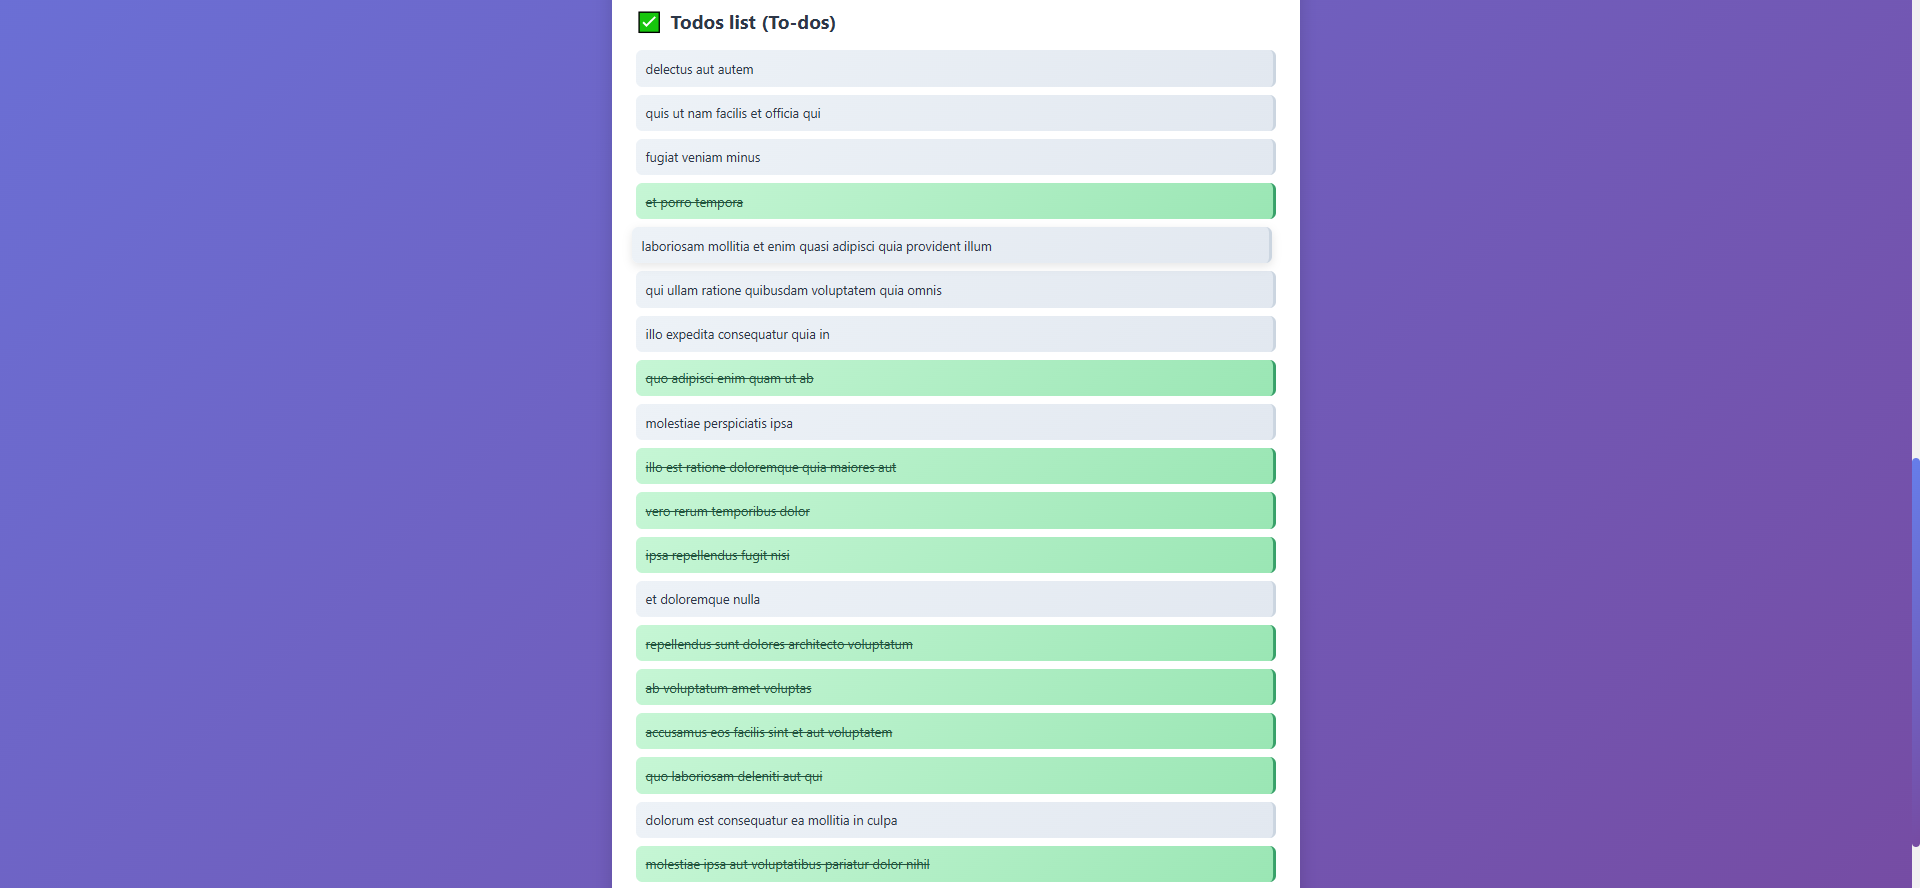 ✅ Todos list (To-dos)
delectus aut autem
quis ut nam facilis et officia qui
fugiat veniam minus
et porro tempora
laboriosam mollitia et enim quasi adipisci quia provident illum
qui ullam ratione quibusdam voluptatem quia omnis
illo expedita consequatur quia in
quo adipisci enim quam ut ab
molestiae perspiciatis ipsa
illo est ratione doloremque quia maiores aut
vero rerum temporibus dolor
ipsa repellendus fugit nisi
et doloremque nulla
repellendus sunt dolores architecto voluptatum
ab voluptatum amet voluptas
accusamus eos facilis sint et aut voluptatem
quo laboriosam deleniti aut qui
dolorum est consequatur ea mollitia in culpa
molestiae ipsa aut voluptatibus pariatur dolor nihil